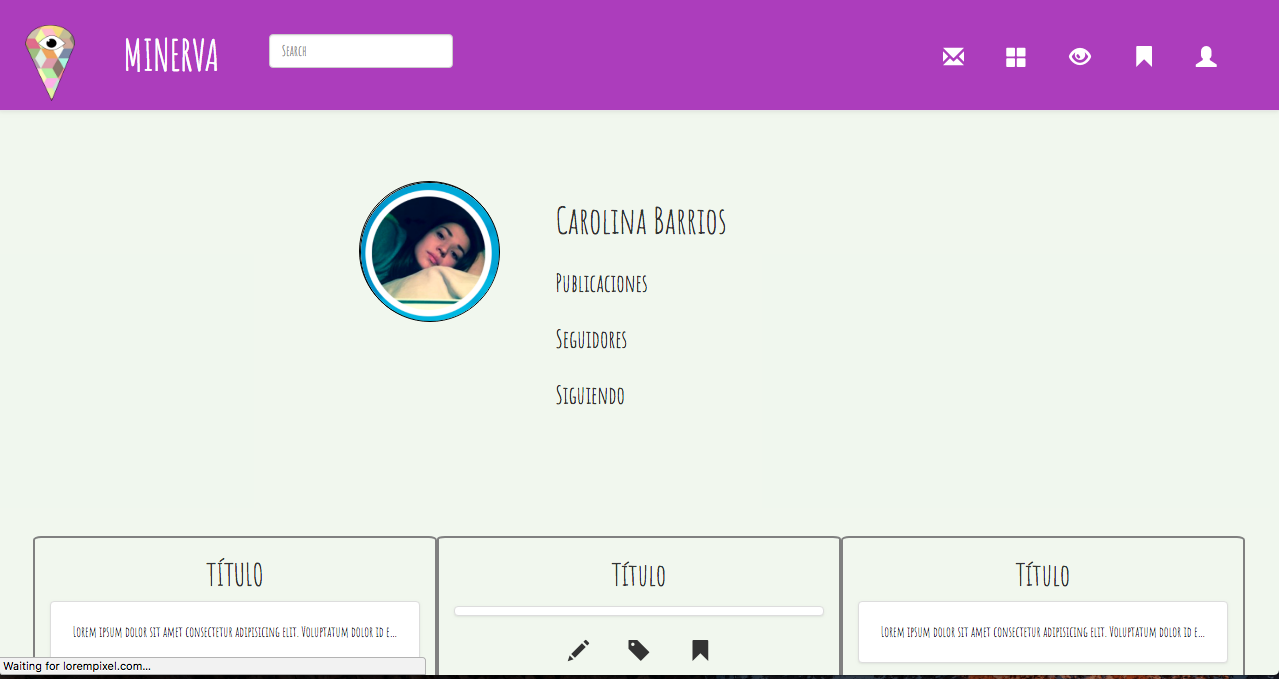 MINERVA
Search
Carolina Barrios
Publicaciones
Seguidores
Siguiendo
TÍTULO
Título
Título
Lorem ipsum dolor sit amet consectetur adipisicing elit. Voluptatum dolor id e...
Lorem ipsum dolor sit amet consectetur adipisicing elit. Voluptatum dolor id e...
Waiting for lorempixel.com...